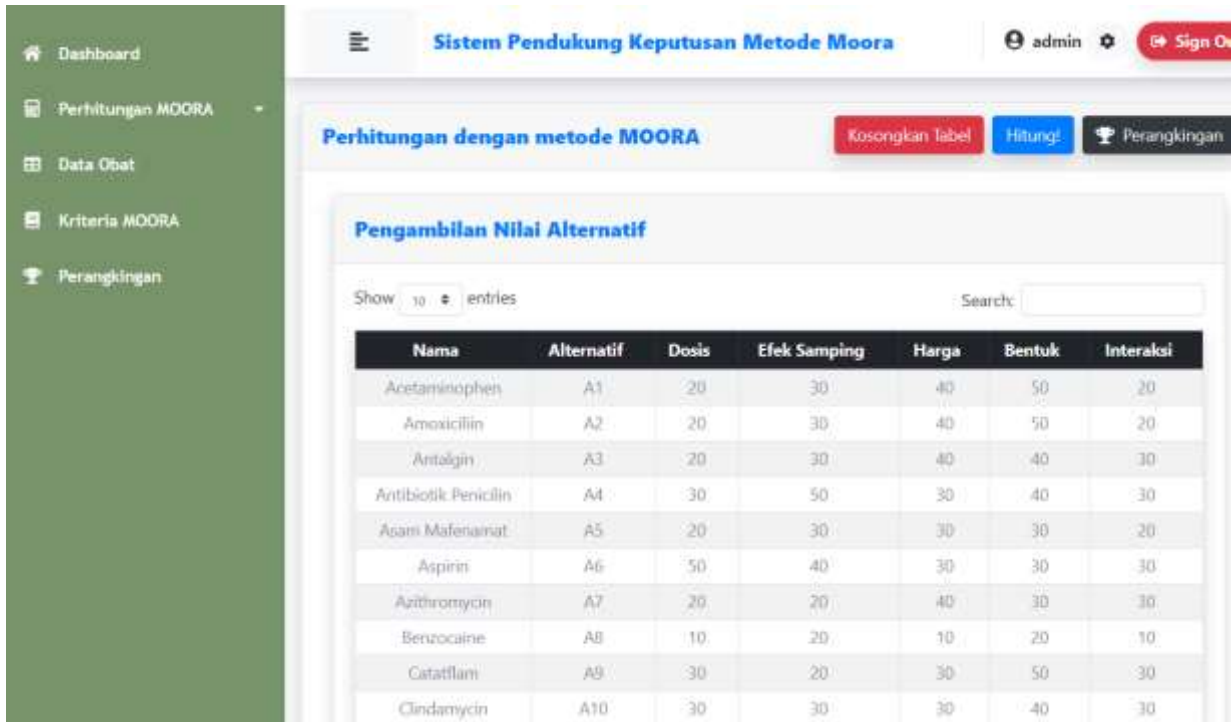 Dashboard
Perhitungan MOORA
Data Obat
Kriteria MOORA
Perangkingan
Sistem Pendukung Keputusan Metode Moora
admin
Sign Ou
Perhitungan dengan metode MOORA
Kosongkan Tabel
Hitung!
Perangkingan
Pengambilan Nilai Alternatif
Show 10 entries
Search:
Nama Alternatif Dosis Efek Samping Harga Bentuk Interaksi
Acetaminophen A1 20 30 40 50 20
Amoxiciliin A2 20 30 40 50 20
Antalgin A3 20 30 40 40 30
Antibiotik Penicilin A4 30 50 30 40 30
Asam Mafenamat A5 20 30 30 30 20
Aspirin A6 50 40 30 30 30
Azithromycin A7 20 20 40 30 30
Benzocaine A8 10 20 10 20 10
Catatflam A9 30 20 30 50 30
Clindamycin A10 30 30 30 40 30